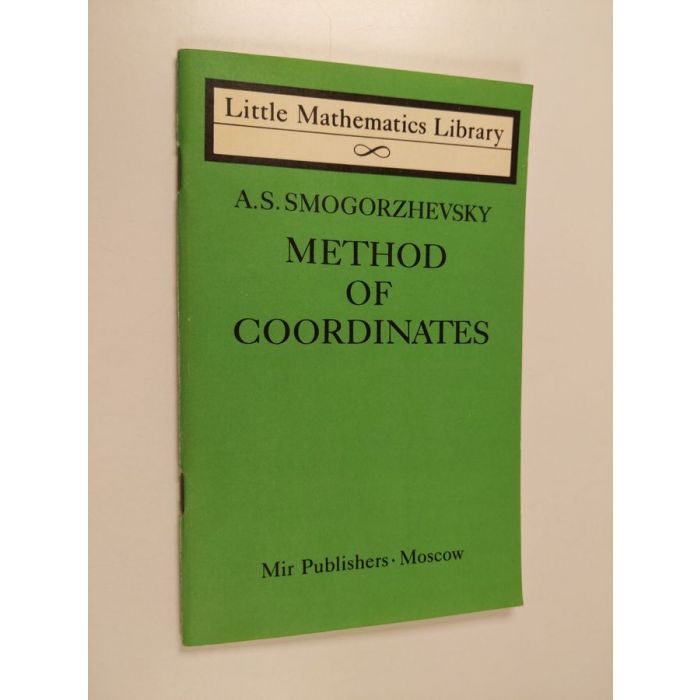 Little Mathematics Library
A. S. SMOGORZHEVSKY
METHOD
OF
COORDINATES
Mir Publishers · Moscow